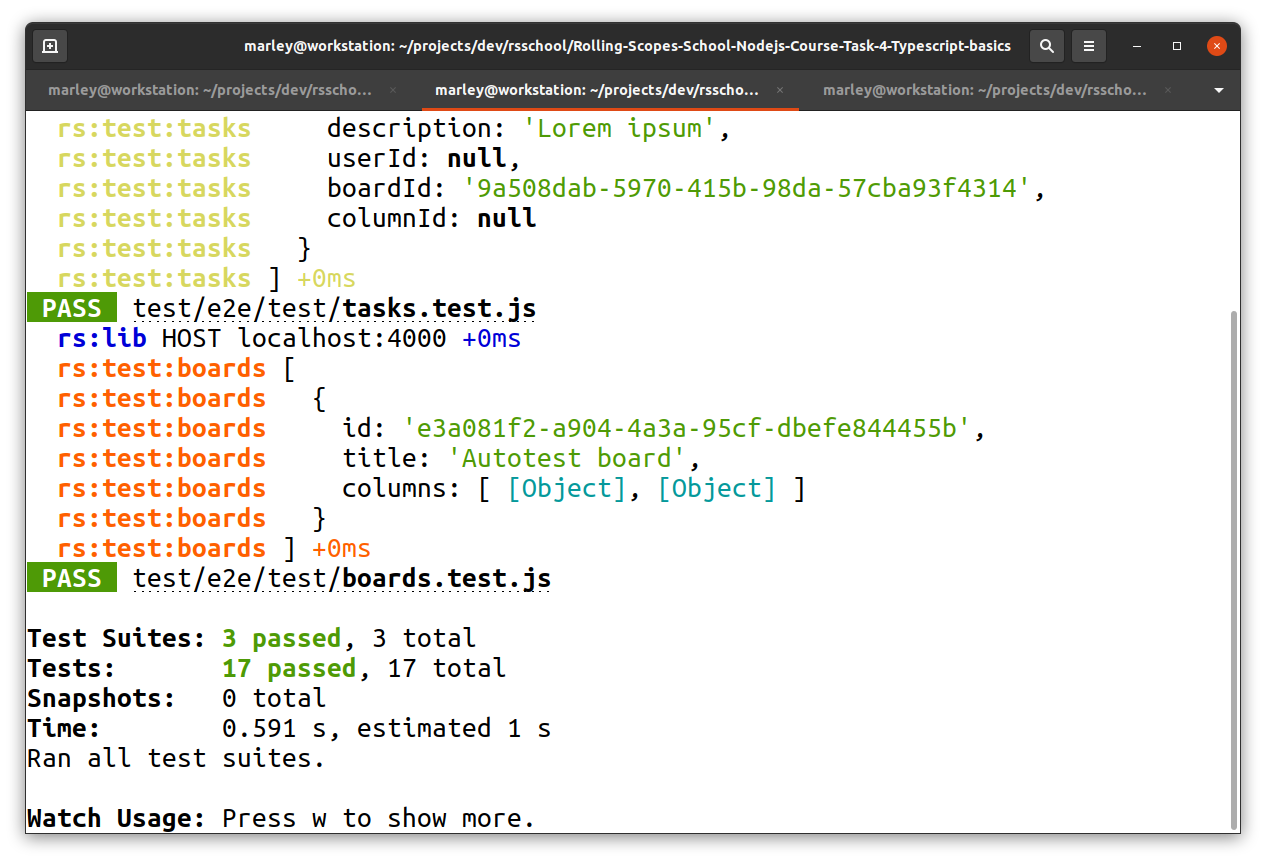 marley@workstation: ~/projects/dev/rsschool/Rolling-Scopes-School-Nodejs-Course-Task-4-Typescript-basics
marley@workstation: ~/projects/dev/rsscho... × marley@workstation: ~/projects/dev/rsscho... × marley@workstation: ~/projects/dev/rsscho... ×
rs:test:tasks     description: 'Lorem ipsum',
rs:test:tasks     userId: null,
rs:test:tasks     boardId: '9a508dab-5970-415b-98da-57cba93f4314',
rs:test:tasks     columnId: null
rs:test:tasks   }
rs:test:tasks ] +0ms
PASS test/e2e/test/tasks.test.js
rs:lib HOST localhost:4000 +0ms
rs:test:boards [
rs:test:boards   {
rs:test:boards     id: 'e3a081f2-a904-4a3a-95cf-dbefe844455b',
rs:test:boards     title: 'Autotest board',
rs:test:boards     columns: [ [Object], [Object] ]
rs:test:boards   }
rs:test:boards ] +0ms
PASS test/e2e/test/boards.test.js
Test Suites: 3 passed, 3 total
Tests:       17 passed, 17 total
Snapshots:   0 total
Time:        0.591 s, estimated 1 s
Ran all test suites.
Watch Usage: Press w to show more.